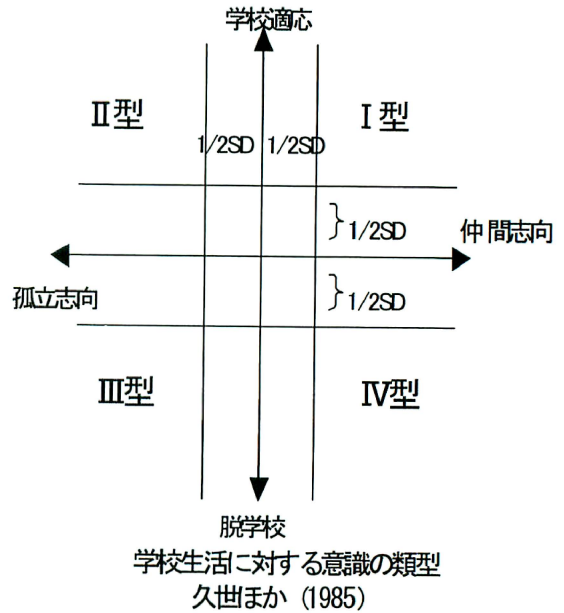 学校適応
Ⅱ型
Ⅰ型
1/2SD
1/2SD
1/2SD
仲間志向
孤立志向
1/2SD
Ⅲ型
Ⅳ型
脱学校
学校生活に対する意識の類型
久世ほか (1985)